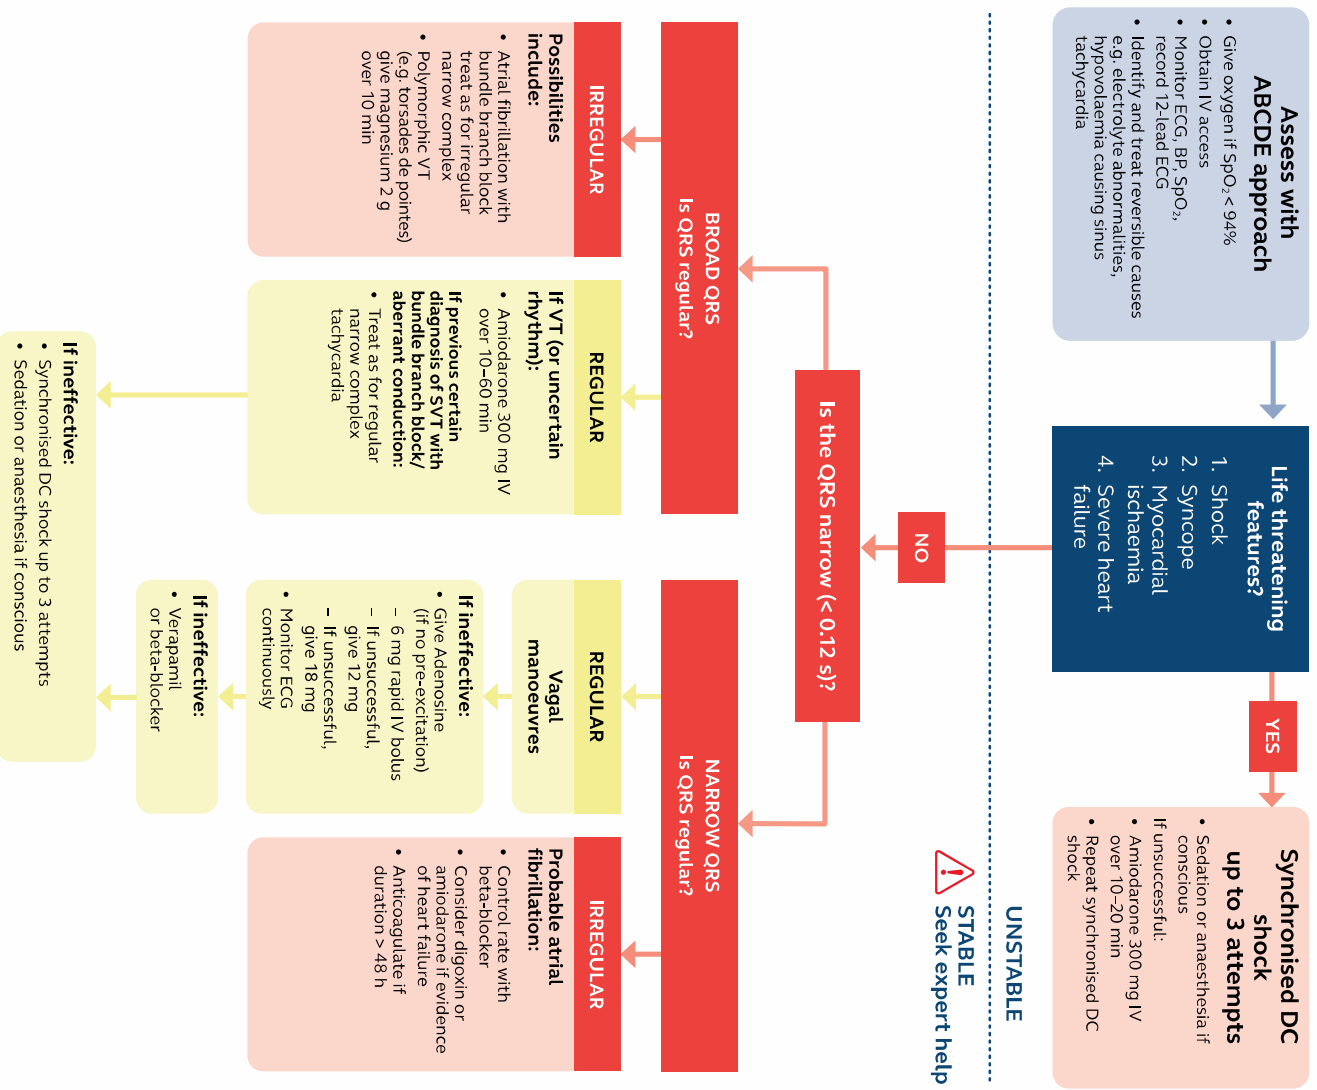 Assess with
ABCDE approach
• Give oxygen if SpO₂ < 94%
• Obtain IV access
• Monitor ECG, BP, SpO₂,
record 12-lead ECG
• Identify and treat reversible causes
e.g. electrolyte abnormalities,
hypovolaemia causing sinus
tachycardia
Life threatening
features?
1. Shock
2. Syncope
3. Myocardial
ischaemia
4. Severe heart
failure
YES
Synchronised DC
shock
up to 3 attempts
• Sedation or anaesthesia if
conscious
If unsuccessful:
• Amiodarone 300 mg IV
over 10–20 min
• Repeat synchronised DC
shock
UNSTABLE
STABLE
Seek expert help
NO
Is the QRS narrow (< 0.12 s)?
BROAD QRS
Is QRS regular?
NARROW QRS
Is QRS regular?
IRREGULAR
Possibilities
include:
• Atrial fibrillation with
bundle branch block
treat as for irregular
narrow complex
• Polymorphic VT
(e.g. torsades de pointes)
give magnesium 2 g
over 10 min
REGULAR
If VT (or uncertain
rhythm):
• Amiodarone 300 mg IV
over 10–60 min
If previous certain
diagnosis of SVT with
bundle branch block/
aberrant conduction:
• Treat as for regular
narrow complex
tachycardia
REGULAR
Vagal
manoeuvres
If ineffective:
• Give Adenosine
(if no pre-excitation)
– 6 mg rapid IV bolus
– If unsuccessful,
give 12 mg
– If unsuccessful,
give 18 mg
• Monitor ECG
continuously
If ineffective:
• Verapamil
or beta-blocker
IRREGULAR
Probable atrial
fibrillation:
• Control rate with
beta-blocker
• Consider digoxin or
amiodarone if evidence
of heart failure
• Anticoagulate if
duration > 48 h
If ineffective:
• Synchronised DC shock up to 3 attempts
• Sedation or anaesthesia if conscious